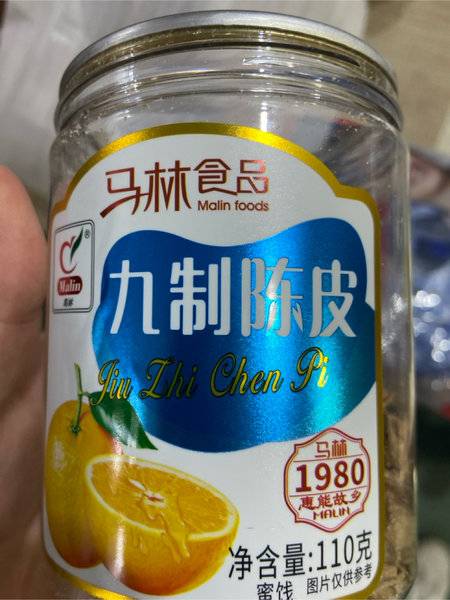 马林食品
Malin foods
®
Malin
九制陈皮
Jiu Zhi Chen Pi
马林
1980
惠能故乡
MALIN
净含量:110克
蜜饯 图片仅供参考